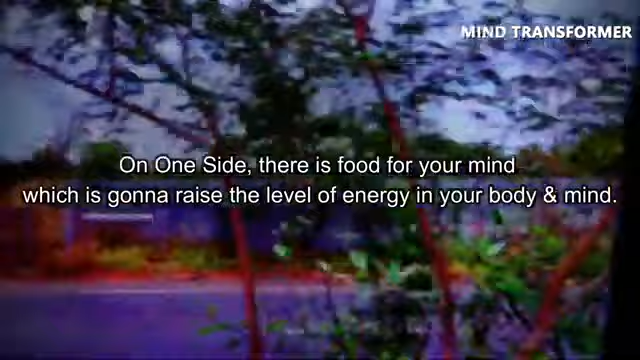 MIND TRANSFORMER
On One Side, there is food for your mind
which is gonna raise the level of energy in your body & mind.